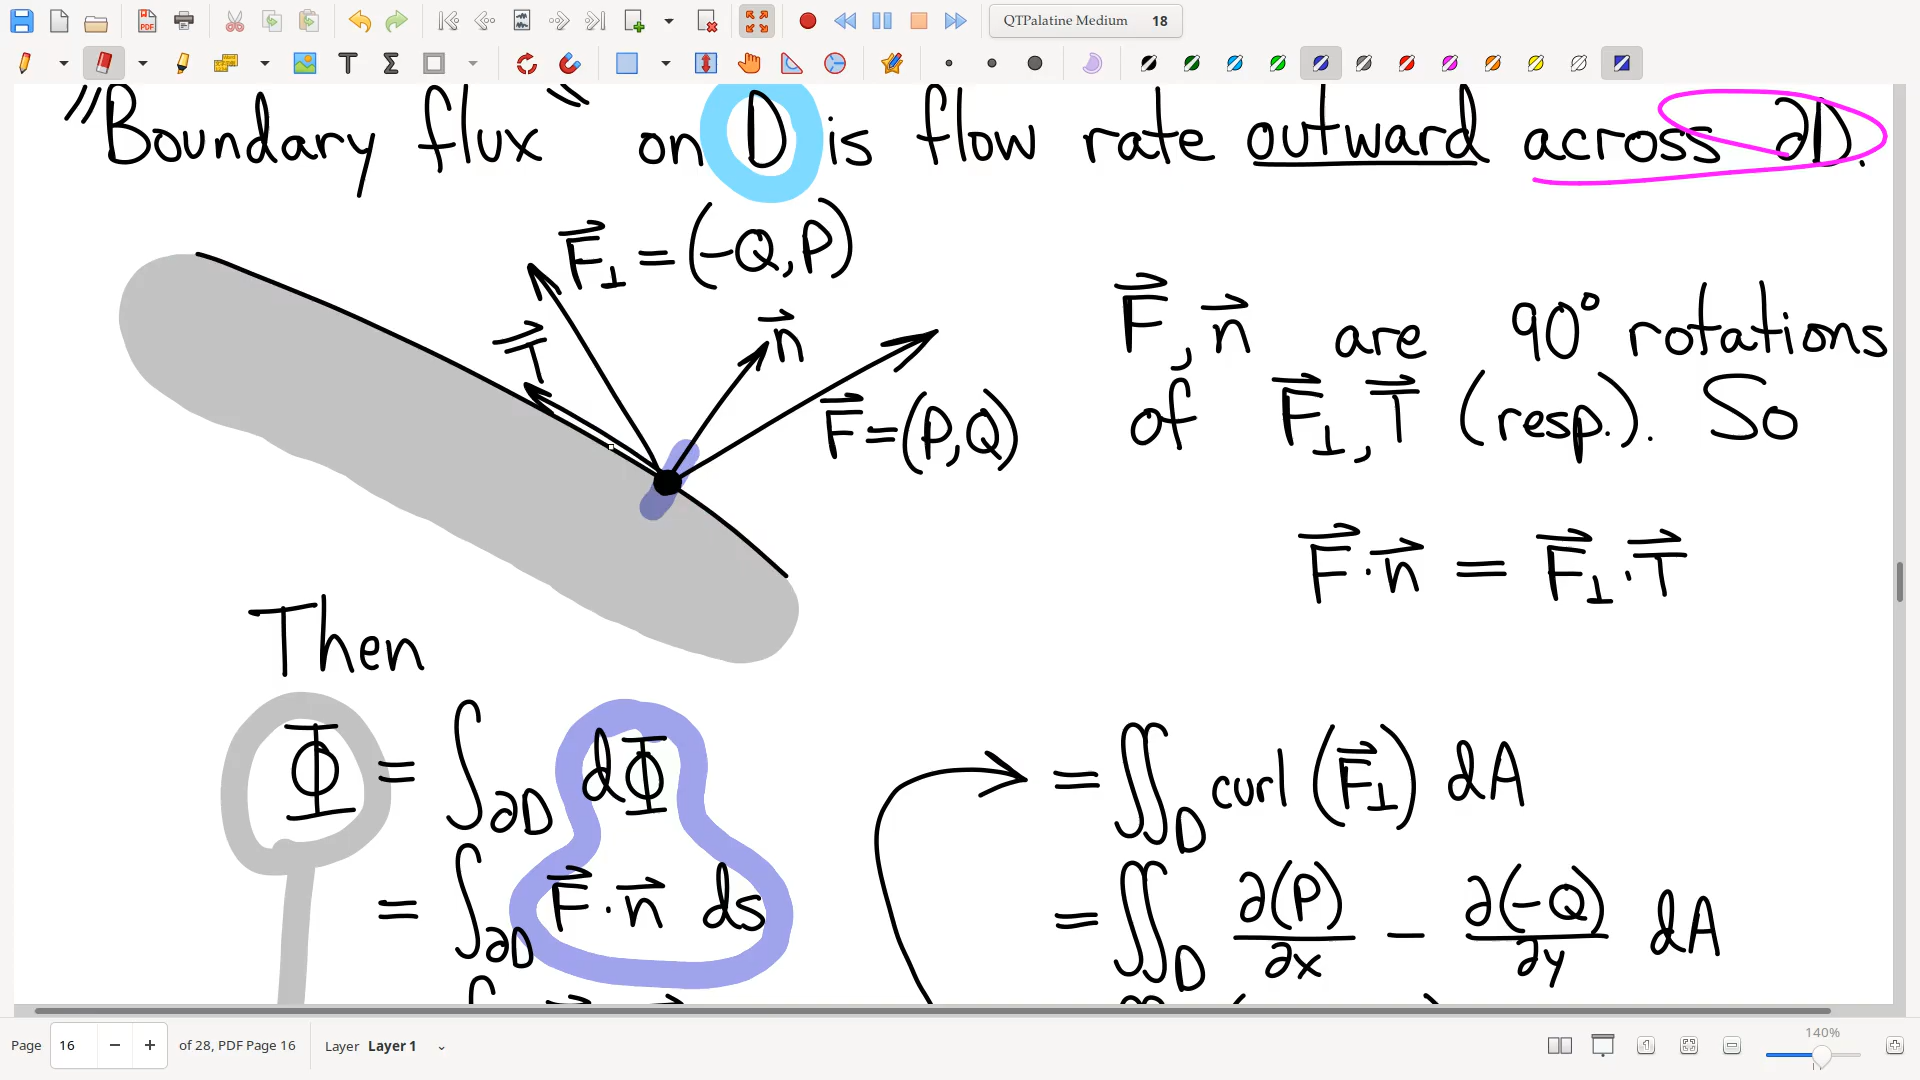 QTPalatine Medium 18
"Boundary flux" on D is flow rate outward across ∂D.
F⃗⊥ = (-Q,P)
T⃗
n⃗
F⃗=(P,Q)
F⃗, n⃗ are 90° rotations
of F⃗⊥, T⃗ (resp.). So
F⃗·n⃗ = F⃗⊥·T⃗
Then
Φ = ∫∂D dΦ
= ∫∂D F⃗·n⃗ ds
= ∬D curl (F⃗⊥) dA
= ∬D ∂(P)/∂x - ∂(-Q)/∂y dA
Page 16 − + of 28, PDF Page 16 Layer Layer 1 140%